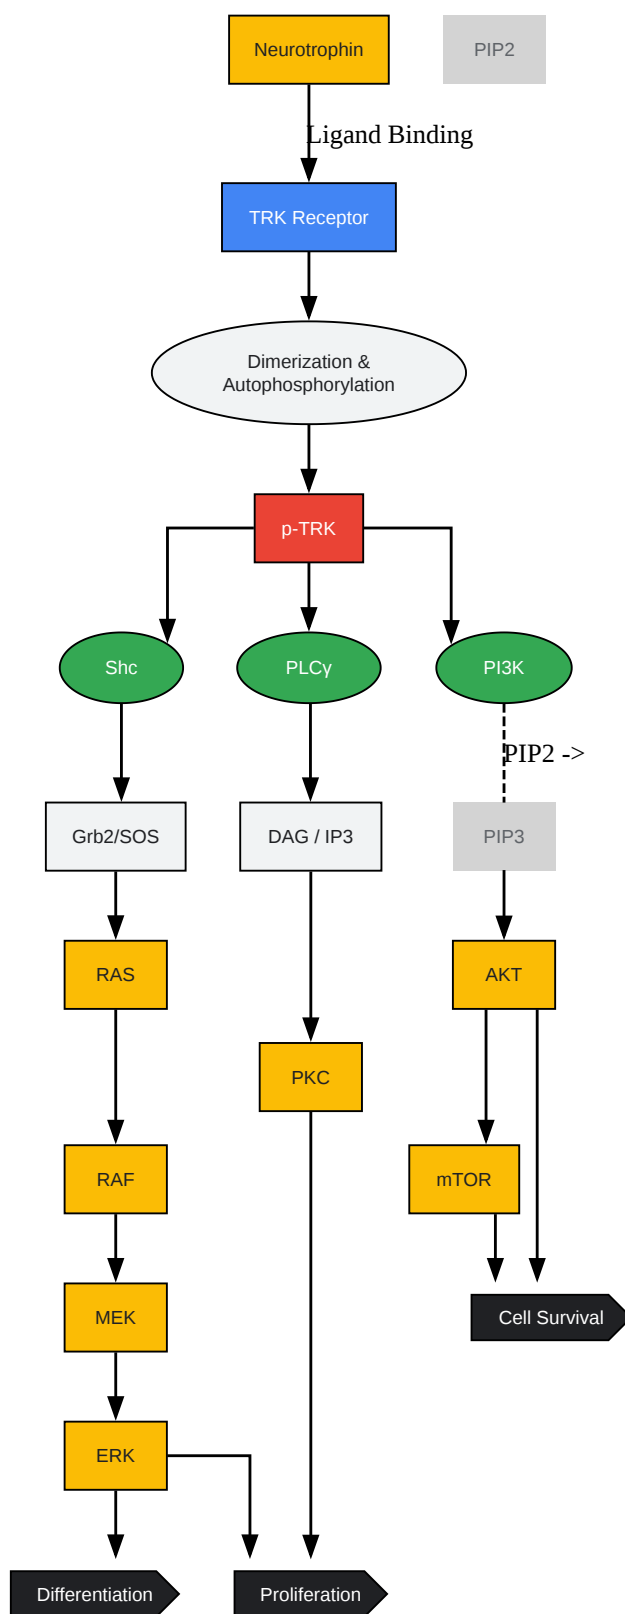 Neurotrophin
PIP2
Ligand Binding
TRK Receptor
Dimerization &
Autophosphorylation
p-TRK
Shc
PLCγ
PI3K
PIP2 ->
Grb2/SOS
DAG / IP3
PIP3
RAS
AKT
PKC
RAF
mTOR
MEK
Cell Survival
ERK
Differentiation
Proliferation